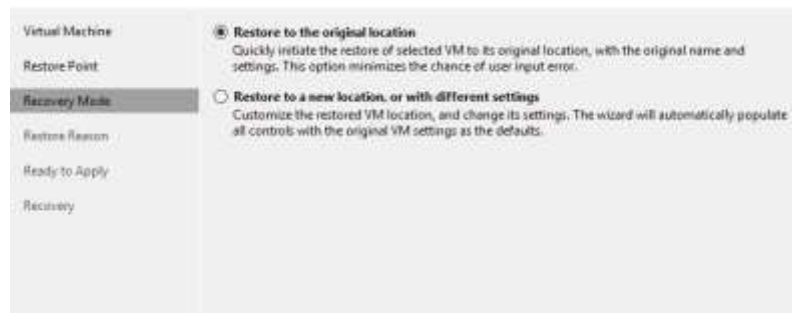 Virtual Machine
Restore Point
Recovery Mode
Restore Reason
Ready to Apply
Recovery
Restore to the original location
Quickly initiate the restore of selected VM to its original location, with the original name and
settings. This option minimizes the chance of user input error.
Restore to a new location, or with different settings
Customize the restored VM location, and change its settings. The wizard will automatically populate
all controls with the original VM settings as the defaults.